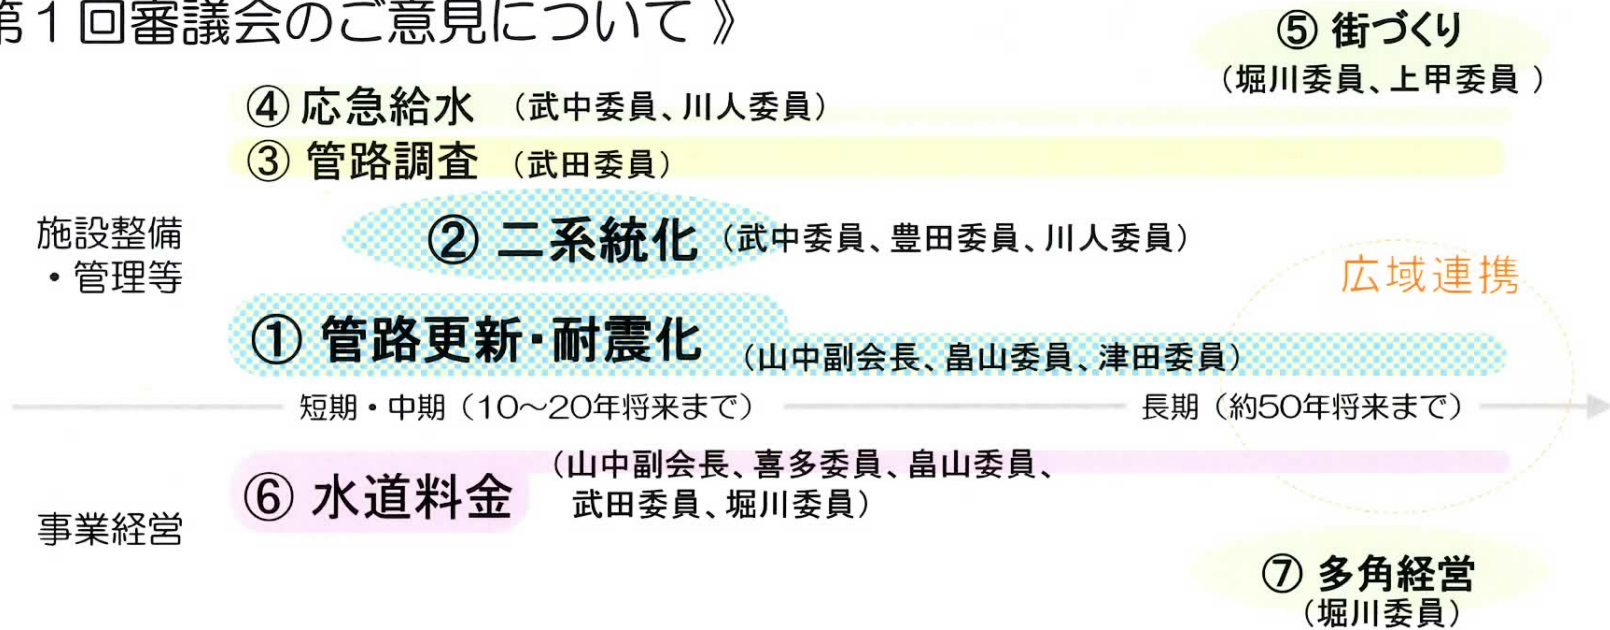 第1回審議会のご意見について 》
⑤ 街づくり
（堀川委員、上甲委員 ）
④ 応急給水 （武中委員、川人委員）
③ 管路調査 （武田委員）
施設整備
・管理等
② 二系統化 （武中委員、豊田委員、川人委員）
広域連携
① 管路更新・耐震化 （山中副会長、畠山委員、津田委員）
短期・中期（10〜20年将来まで）
長期（約50年将来まで）
⑥ 水道料金 （山中副会長、喜多委員、畠山委員、
武田委員、堀川委員）
事業経営
⑦ 多角経営
（堀川委員）